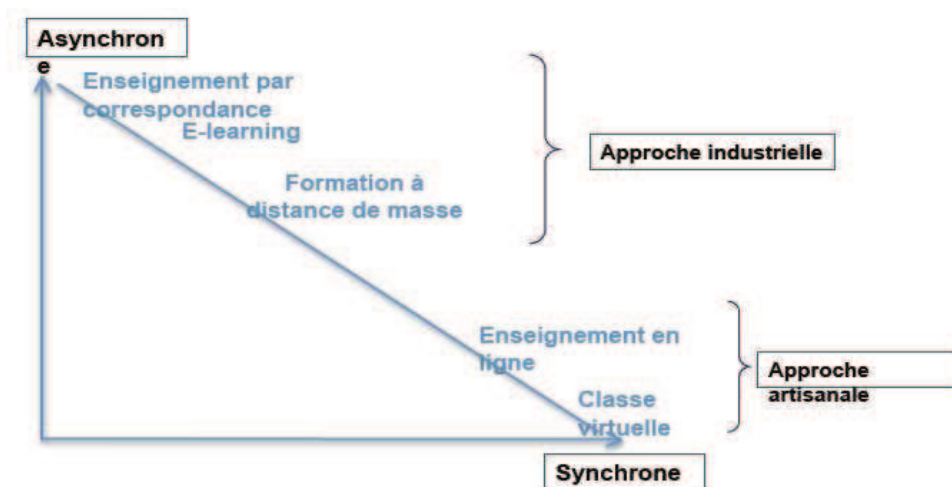 Asynchron
e
Enseignement par
correspondance
E-learning
Formation à
distance de masse
Approche industrielle
Enseignement en
ligne
Classe
virtuelle
Approche
artisanale
Synchrone